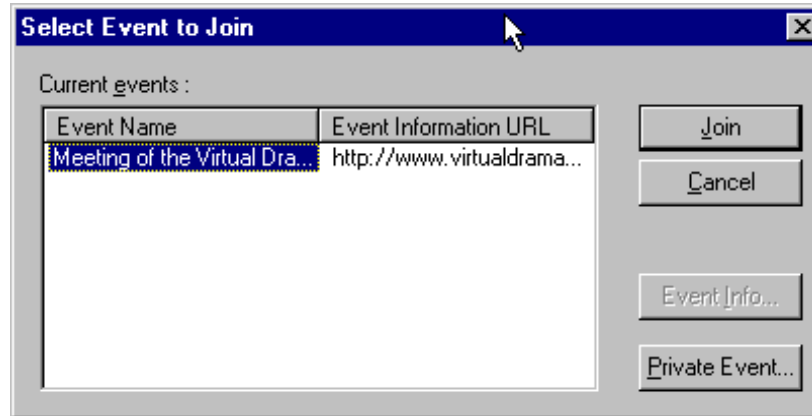 Select Event to Join
Current events :
Event Name Event Information URL
Meeting of the Virtual Dra... http://www.virtualdrama...
Join
Cancel
Event Info...
Private Event...